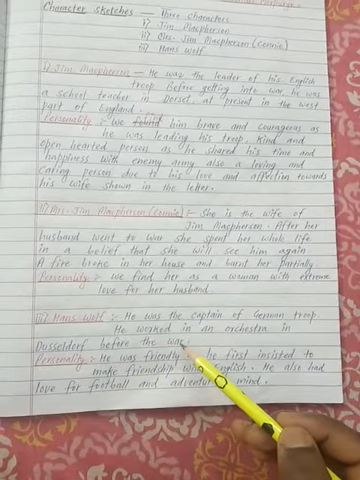 Character sketches — Three characters
i) Jim Macpherson
ii) Mrs. Jim Macpherson (Connie)
iii) Hans Wolf
i) Jim Macpherson — He was the leader of his English
troop Before getting into war he was
a school teacher in Dorset, at present in the west
part of England.
Personality :- We found him brave and courageous as
he was leading his troop. Kind and
open hearted person as he shared his time and
happiness with enemy army also a loving and
caring person due to his love and affection towards
his wife shown in the letter.
ii) Mrs. Jim Macpherson (Connie) :- She is the wife of
Jim Macpherson. After her
husband went to war she spent her whole life
in a belief that she will see him again.
A fire broke in her house and burnt her partially
Personality :- We find her as a woman with extreme
love for her husband.
iii) Hans Wolf :- He was the captain of German troop.
He worked in an orchestra in
Dusseldorf before the war
Personality :- He was friendly he first insisted to
make friendship with English. He also had
love for football and adventurous mind.